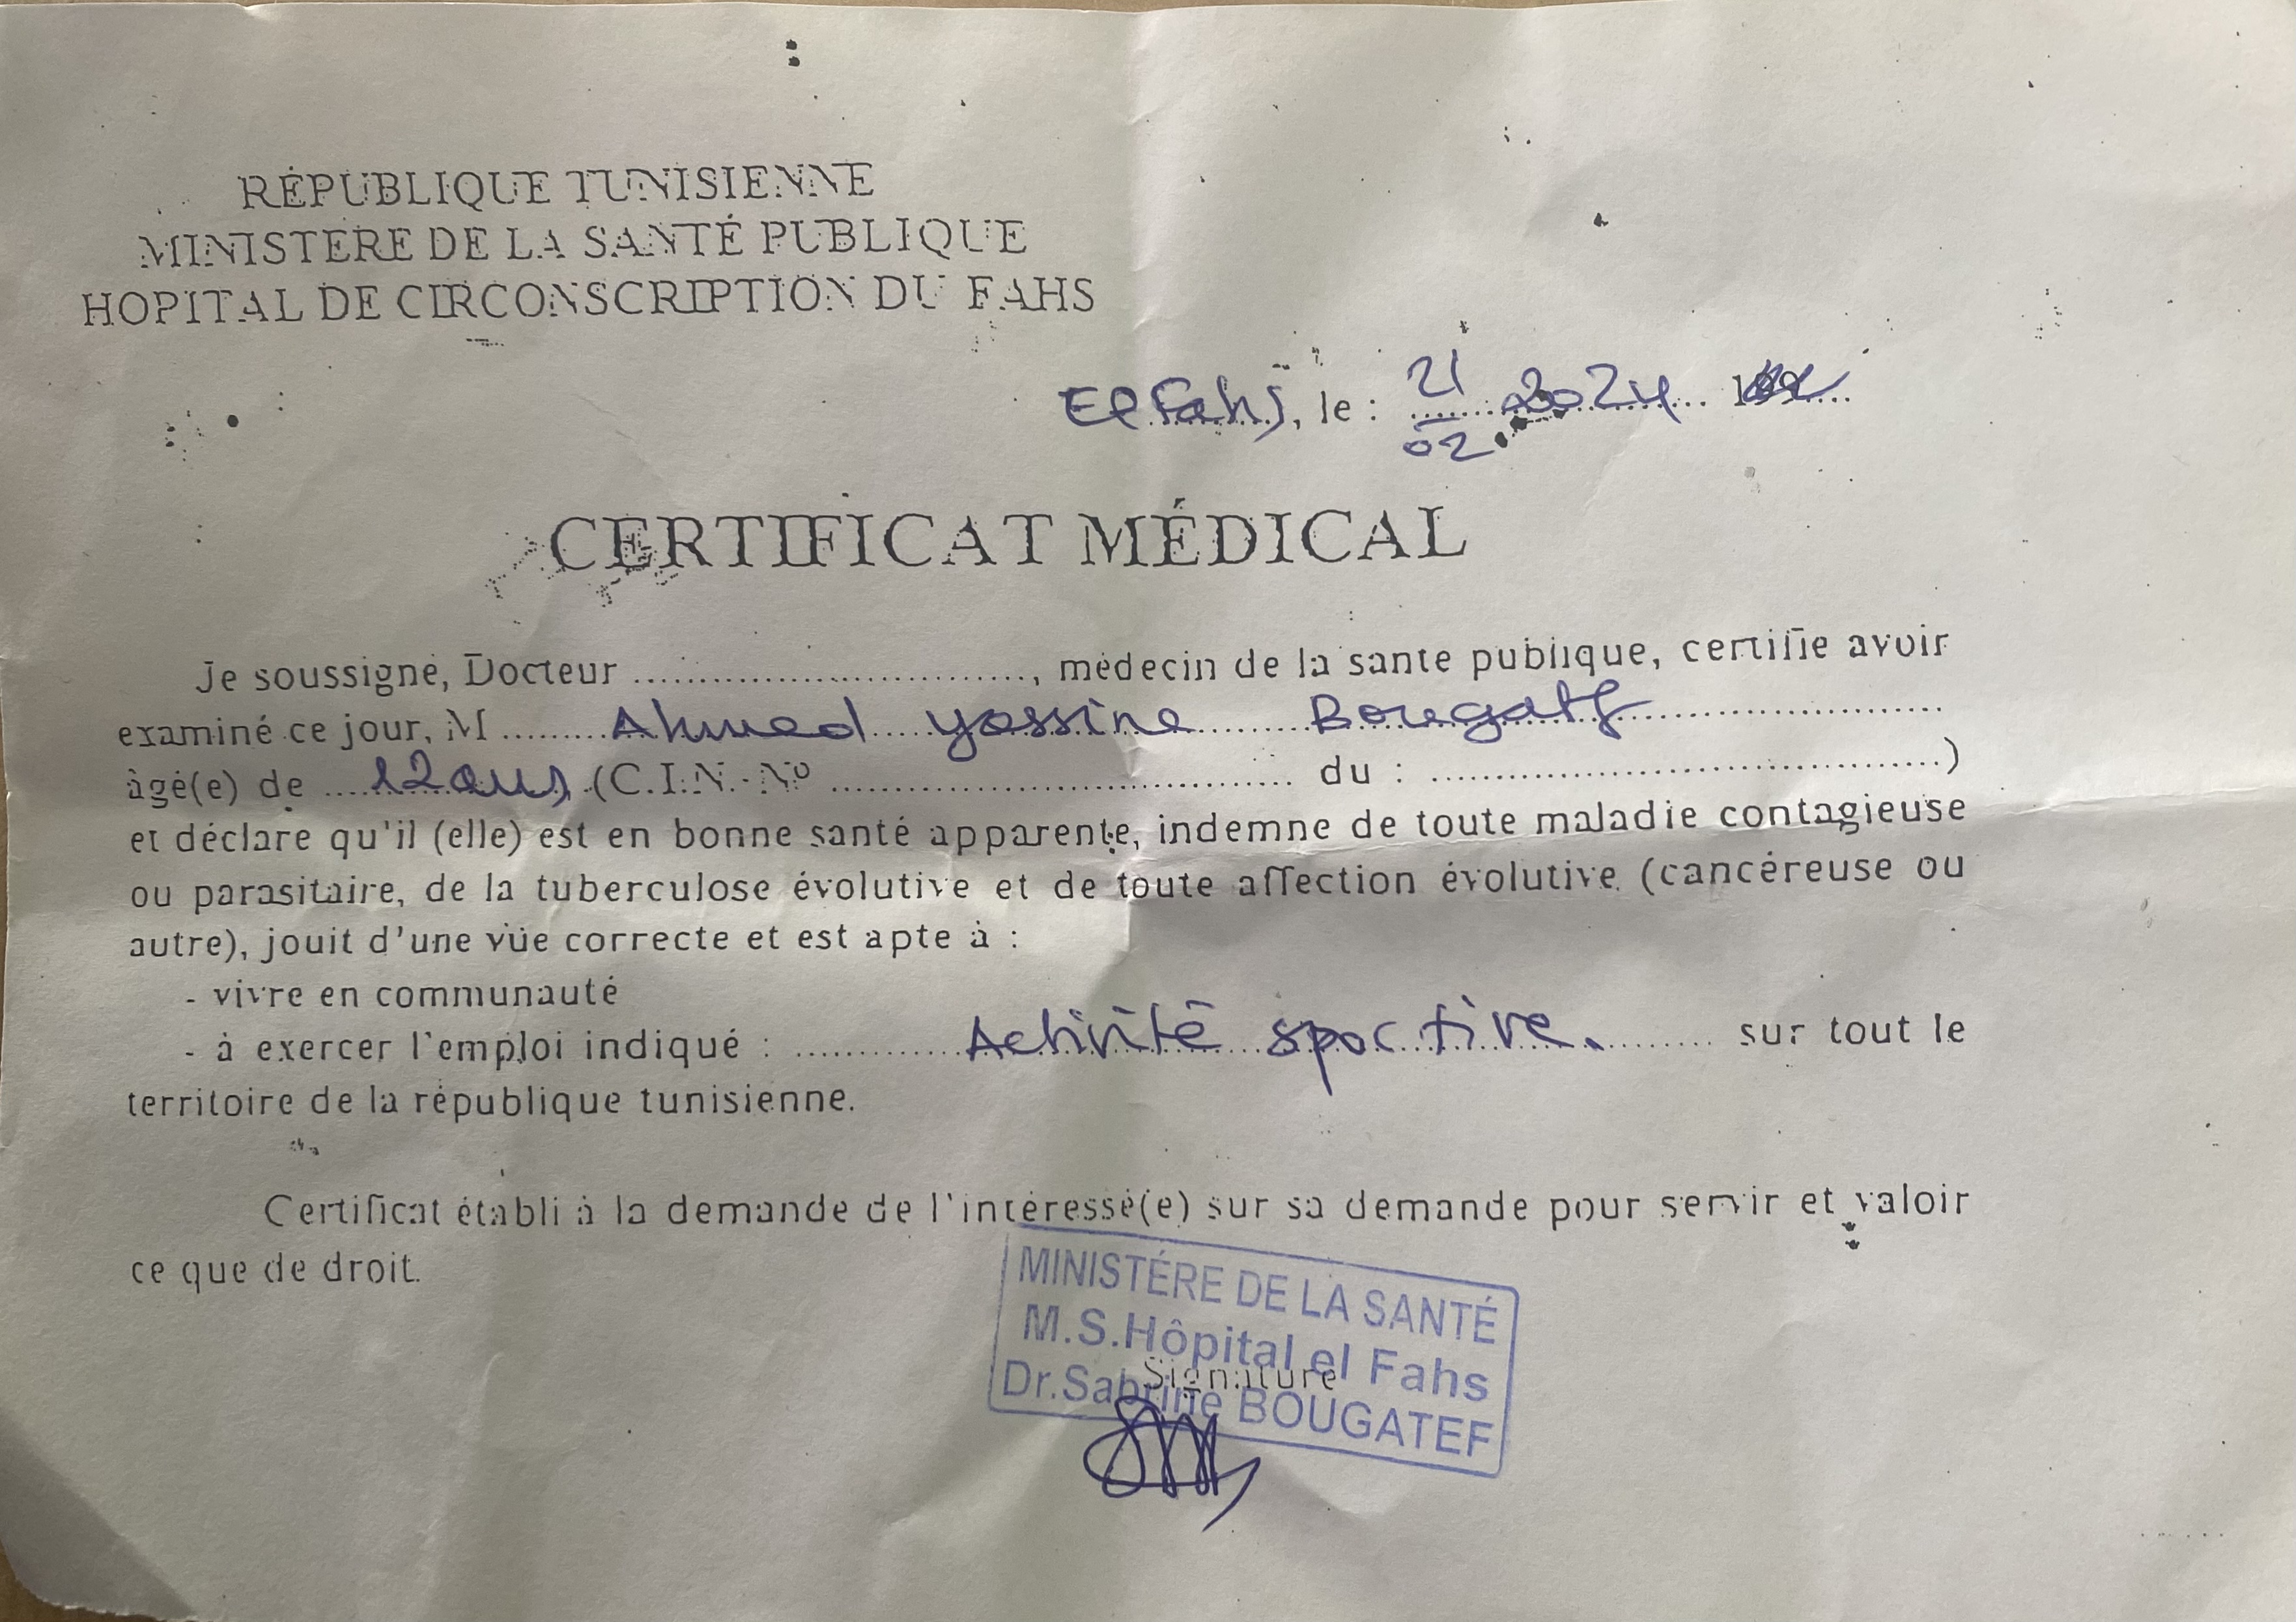 RÉPUBLIQUE TUNISIENNE
MINISTERE DE LA SANTÉ PUBLIQUE
HOPITAL DE CIRCONSCRIPTION DU FAHS
El Fahs, le : 21/02 2024
CERTIFICAT MÉDICAL
Je soussigné, Docteur ............................, médecin de la santé publique, certifie avoir
examiné ce jour, M ........ Ahmed yassine Bougatf ........................
àgé(e) de .... 12 ans, (C.I.N. - Nº ................................ du : ...................................)
et déclare qu'il (elle) est en bonne santé apparente, indemne de toute maladie contagieuse
ou parasitaire, de la tuberculose évolutive et de toute affection évolutive (cancéreuse ou
autre), jouit d'une vüe correcte et est apte à :
- vivre en communauté
- à exercer l'emploi indiqué : ............ Activité sportive. ........ sur tout le
territoire de la république tunisienne.
Certificat établi à la demande de l'intéressé(e) sur sa demande pour servir et valoir
ce que de droit.
MINISTÉRE DE LA SANTÉ
M.S.Hôpital el Fahs
Signature
Dr.Sabrine BOUGATEF